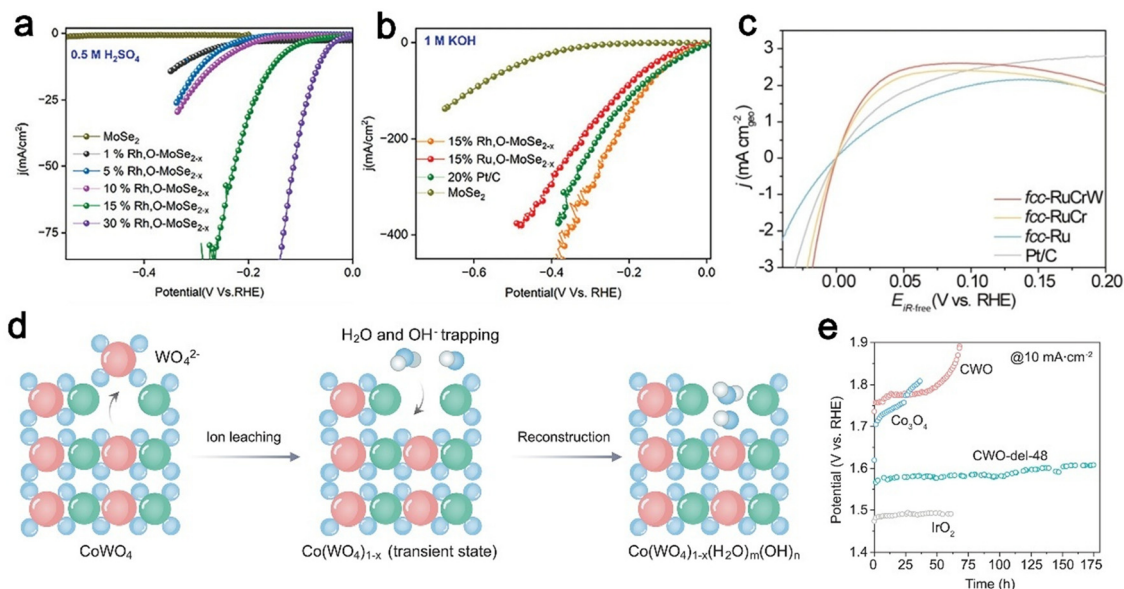 a
0.5 M H₂SO₄
0
−25
−50
−75
j(mA/cm²)
MoSe₂
1 % Rh,O-MoSe₂₋ₓ
5 % Rh,O-MoSe₂₋ₓ
10 % Rh,O-MoSe₂₋ₓ
15 % Rh,O-MoSe₂₋ₓ
30 % Rh,O-MoSe₂₋ₓ
−0.4
−0.2
0.0
Potential(V Vs.RHE)
b
1 M KOH
0
−200
−400
j(mA/cm²)
15% Rh,O-MoSe₂₋ₓ
15% Ru,O-MoSe₂₋ₓ
20% Pt/C
MoSe₂
−0.6
−0.4
−0.2
0.0
Potential(V Vs.RHE)
c
3
2
1
0
-1
-2
-3
j (mA cm⁻²geo)
fcc-RuCrW
fcc-RuCr
fcc-Ru
Pt/C
0.00
0.05
0.10
0.15
0.20
E iR-free (V vs. RHE)
d
WO₄²⁻
H₂O and OH⁻ trapping
Ion leaching
Reconstruction
CoWO₄
Co(WO₄)₁₋ₓ (transient state)
Co(WO₄)₁₋ₓ(H₂O)m(OH)n
e
1.9
1.8
1.7
1.6
1.5
1.4
Potential (V vs. RHE)
@10 mA·cm⁻²
CWO
Co₃O₄
CWO-del-48
IrO₂
0
25
50
75
100
125
150
175
Time (h)